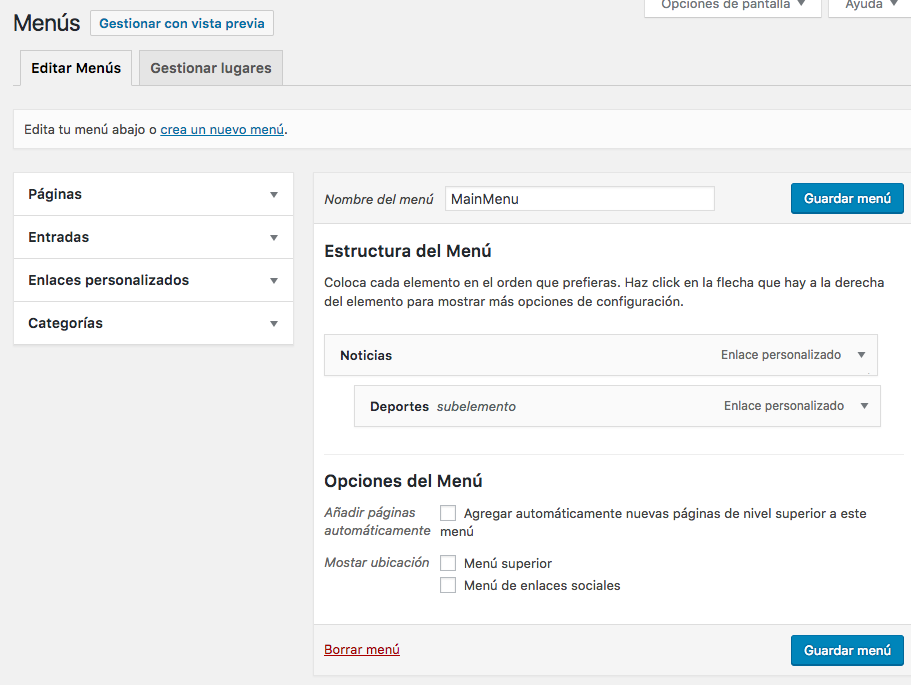 Opciones de pantalla
Ayuda
Menús
Gestionar con vista previa
Editar Menús
Gestionar lugares
Edita tu menú abajo o crea un nuevo menú.
Páginas
Entradas
Enlaces personalizados
Categorías
Nombre del menú
MainMenu
Guardar menú
Estructura del Menú
Coloca cada elemento en el orden que prefieras. Haz click en la flecha que hay a la derecha
del elemento para mostrar más opciones de configuración.
Noticias
Enlace personalizado
Deportes subelemento
Enlace personalizado
Opciones del Menú
Añadir páginas
automáticamente
Agregar automáticamente nuevas páginas de nivel superior a este
menú
Mostar ubicación
Menú superior
Menú de enlaces sociales
Borrar menú
Guardar menú